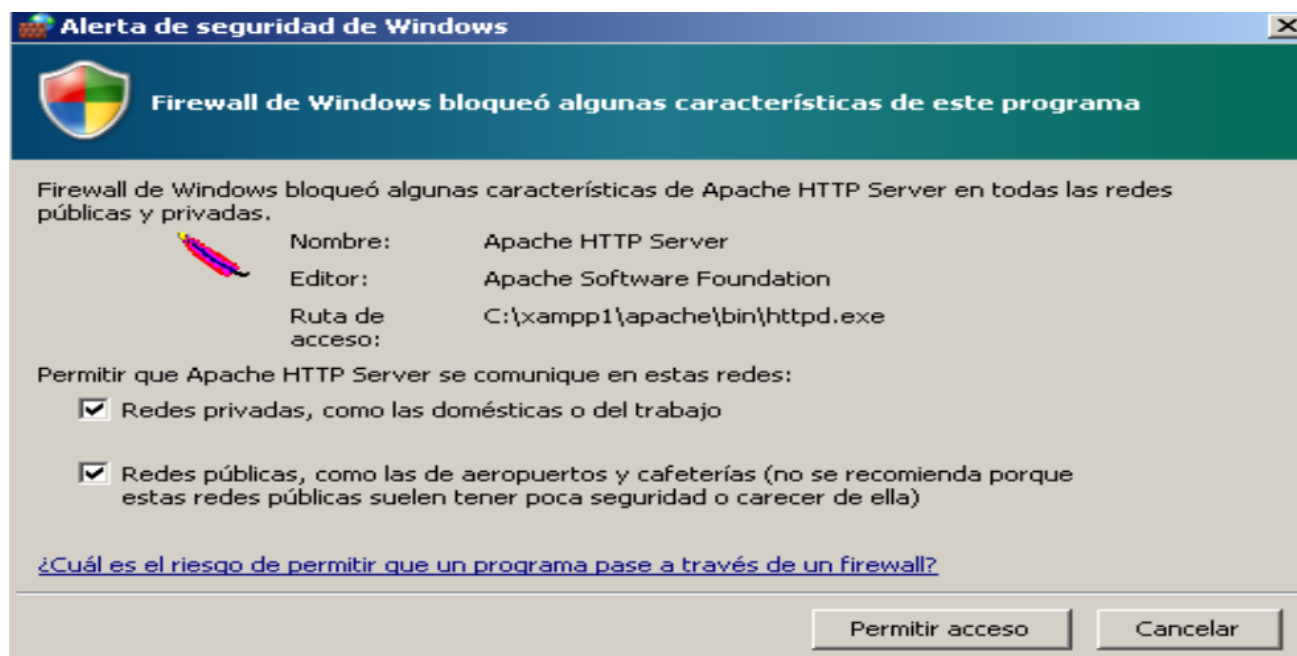 Alerta de seguridad de Windows
Firewall de Windows bloqueó algunas características de este programa
Firewall de Windows bloqueó algunas características de Apache HTTP Server en todas las redes
públicas y privadas.
Nombre: Apache HTTP Server
Editor: Apache Software Foundation
Ruta de C:\xampp1\apache\bin\httpd.exe
acceso:
Permitir que Apache HTTP Server se comunique en estas redes:
Redes privadas, como las domésticas o del trabajo
Redes públicas, como las de aeropuertos y cafeterías (no se recomienda porque
estas redes públicas suelen tener poca seguridad o carecer de ella)
¿Cuál es el riesgo de permitir que un programa pase a través de un firewall?
Permitir acceso Cancelar